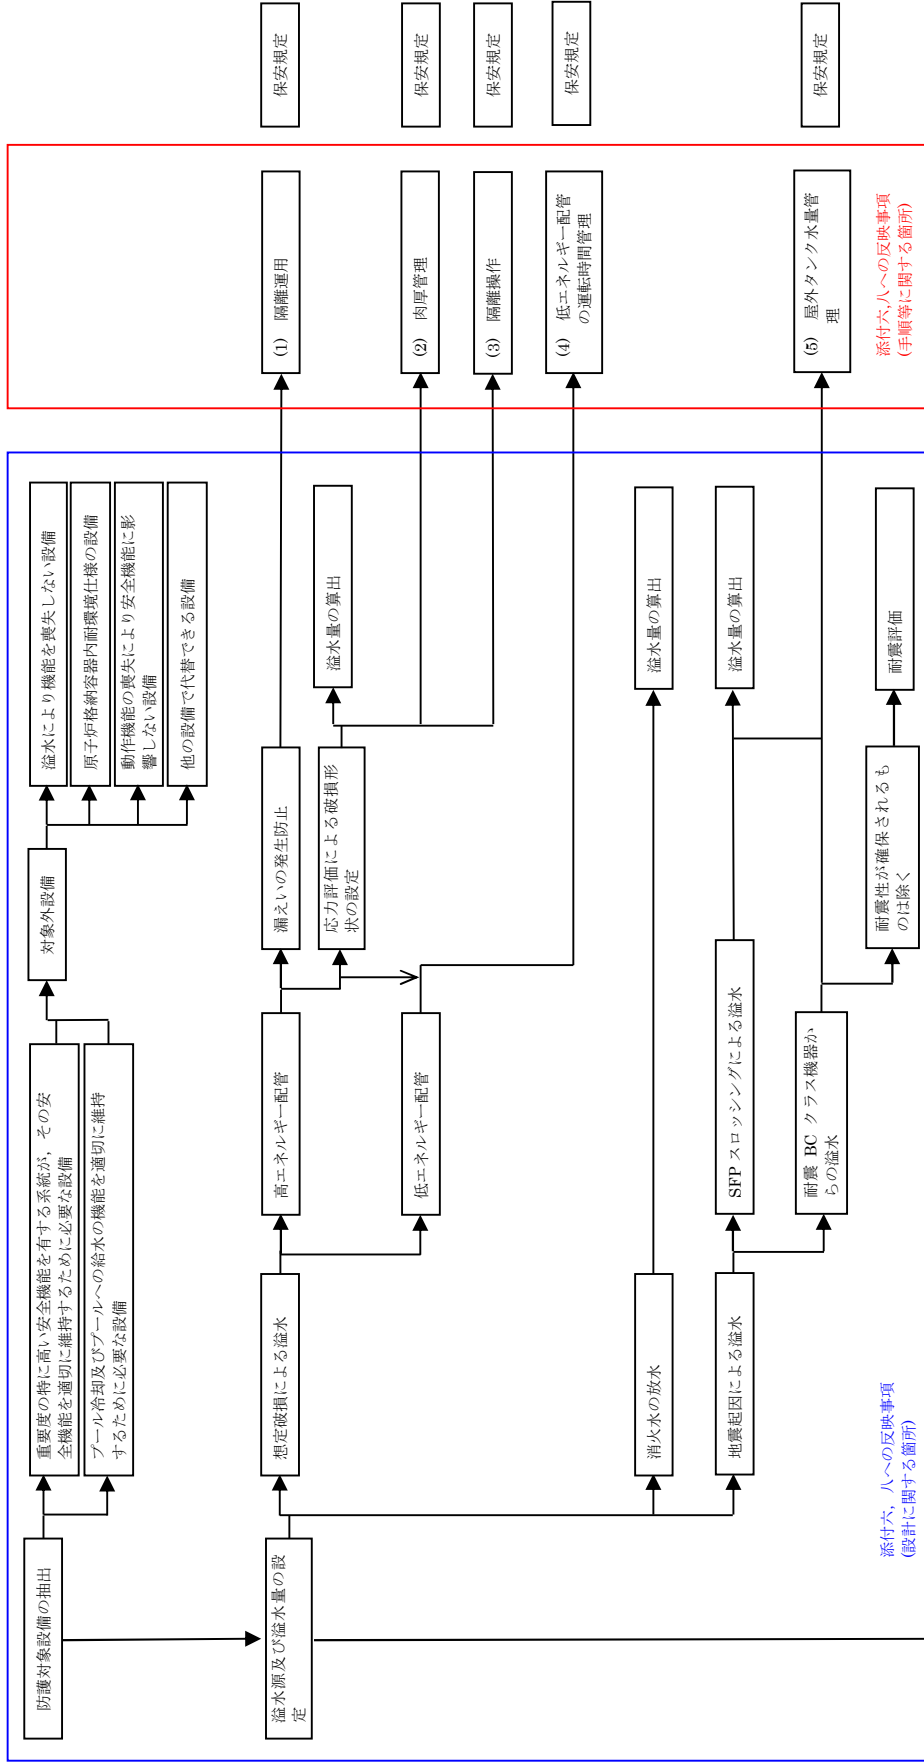 防護対象設備の抽出
重要度の特に高い安全機能を有する系統が，その安
全機能を適切に維持するために必要な設備
プール冷却及びプールへの給水の機能を適切に維持
するために必要な設備
対象外設備
溢水により機能を喪失しない設備
原子炉格納容器内耐環境仕様の設備
動作機能の喪失により安全機能に影
響しない設備
他の設備で代替できる設備
溢水源及び溢水量の設
定
想定破損による溢水
高エネルギー配管
漏えいの発生防止
(1) 隔離運用
保安規定
応力評価による破損形
状の設定
溢水量の算出
低エネルギー配管
(2) 肉厚管理
保安規定
(3) 隔離操作
保安規定
(4) 低エネルギー配管
の運転時間管理
保安規定
消火水の放水
溢水量の算出
地震起因による溢水
SFP スロッシングによる溢水
溢水量の算出
耐震 BC クラス機器か
らの溢水
(5) 屋外タンク水量管
理
保安規定
耐震性が確保されるも
のは除く
耐震評価
添付六，八への反映事項
(設計に関する箇所)
添付六,八への反映事項
(手順等に関する箇所)